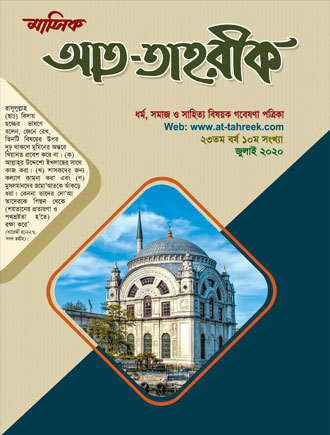 মাসিক
আত-তাহরীক
ধর্ম, সমাজ ও সাহিত্য বিষয়ক গবেষণা পত্রিকা
Web: www.at-tahreek.com
২৩তম বর্ষ ১০ম সংখ্যা
জুলাই ২০২০
রাসূলুল্লাহ
(ছাঃ) বিদায়
হজ্জের ভাষণে
বলেন, জেনে রেখ,
তিনটি বিষয়ের উপর
দৃঢ় থাকলে মুমিনের অন্তরে
খিয়ানত প্রবেশ করে না। (ক)
আল্লাহর উদ্দেশ্যে ইখলাছের সাথে
কাজ করা। (খ) শাসকদের জন্য
কল্যাণ কামনা করা এবং (গ)
মুসলমানদের জামা'আতকে আঁকড়ে
ধরা। কেননা তাদের দো'আ
তাদেরকে পিছন থেকে
(শয়তানের প্রতারণা ও
পথভ্রষ্টতা হ'তে)
রক্ষা করে'